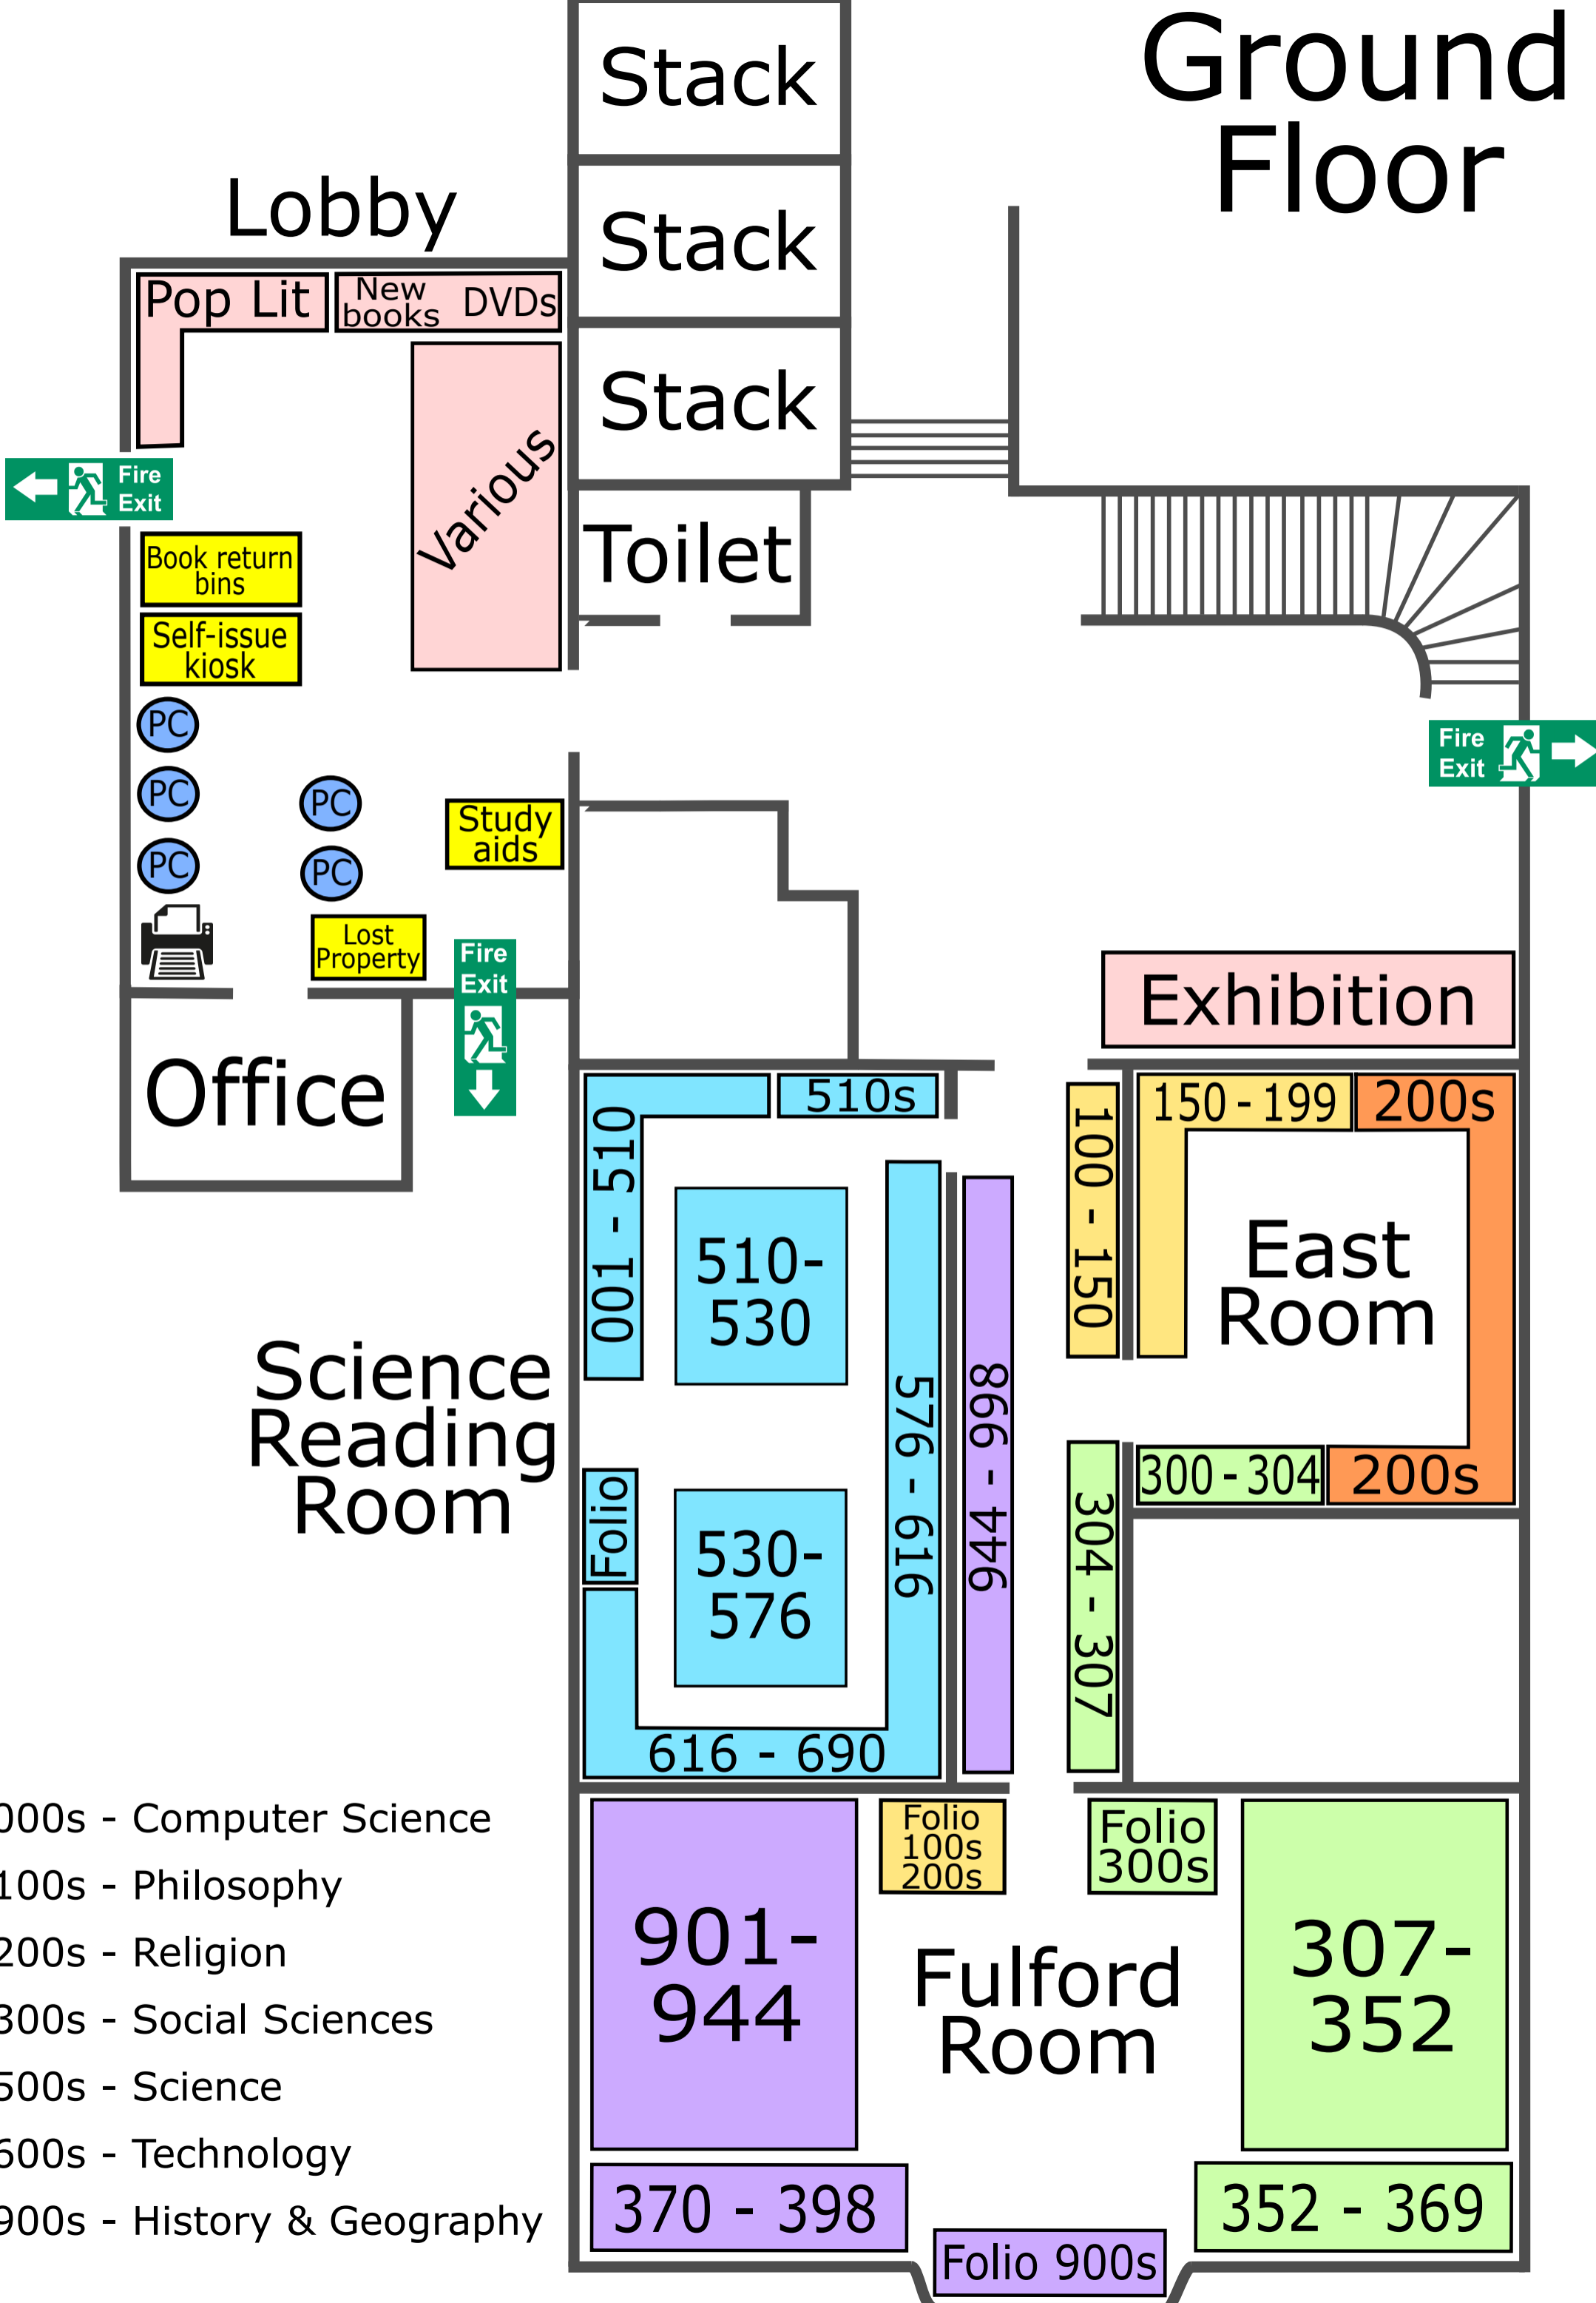 Ground
Floor
Stack
Stack
Stack
Lobby
Pop Lit
New
books
DVDs
Various
Toilet
Fire
Exit
Book return
bins
Self-issue
kiosk
PC
PC
PC
PC
PC
Study
aids
Lost
Property
Fire
Exit
Fire
Exit
Office
Exhibition
001 - 510
510s
510-
530
530-
576
576 - 616
Folio
616 - 690
Science
Reading
Room
944 - 998
100 - 150
150 - 199
200s
East
Room
300 - 304
200s
304 - 307
901-
944
Folio
100s
200s
Folio
300s
307-
352
Fulford
Room
370 - 398
352 - 369
Folio 900s
000s - Computer Science
100s - Philosophy
200s - Religion
300s - Social Sciences
500s - Science
600s - Technology
900s - History & Geography